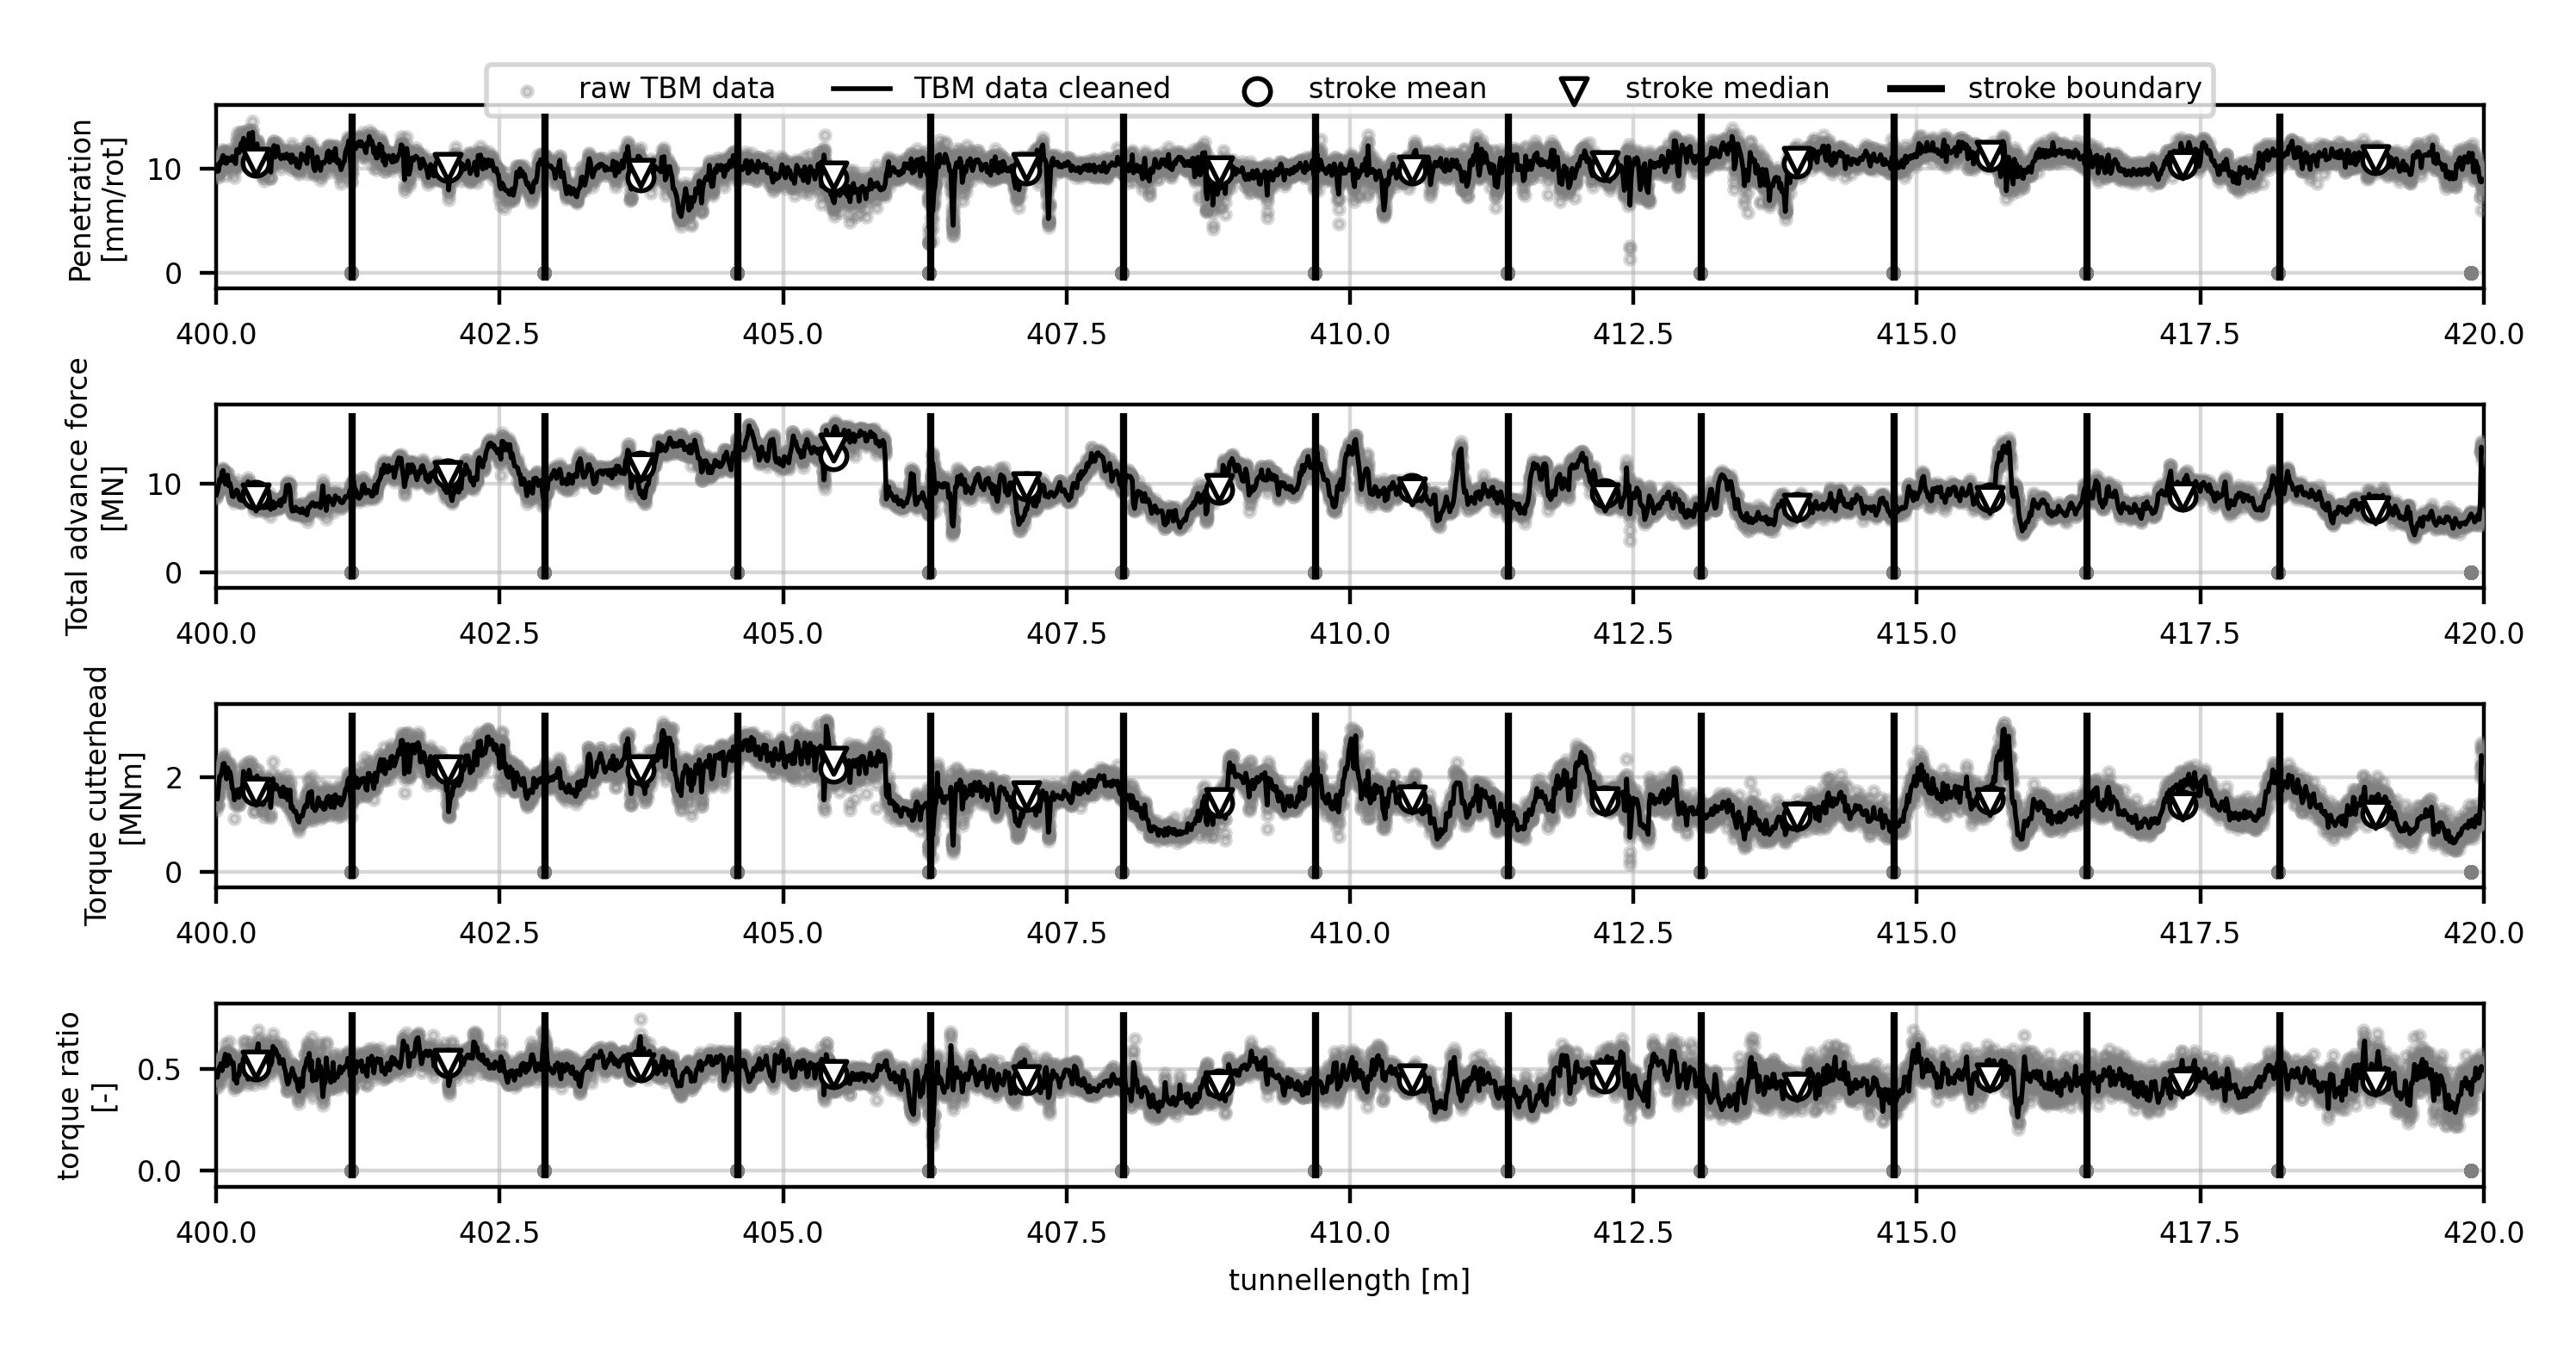 raw TBM data TBM data cleaned stroke mean stroke median stroke boundary
Penetration
[mm/rot]
10
0
400.0 402.5 405.0 407.5 410.0 412.5 415.0 417.5 420.0
Total advance force
[MN]
10
0
400.0 402.5 405.0 407.5 410.0 412.5 415.0 417.5 420.0
Torque cutterhead
[MNm]
2
0
400.0 402.5 405.0 407.5 410.0 412.5 415.0 417.5 420.0
torque ratio
[-]
0.5
0.0
400.0 402.5 405.0 407.5 410.0 412.5 415.0 417.5 420.0
tunnellength [m]